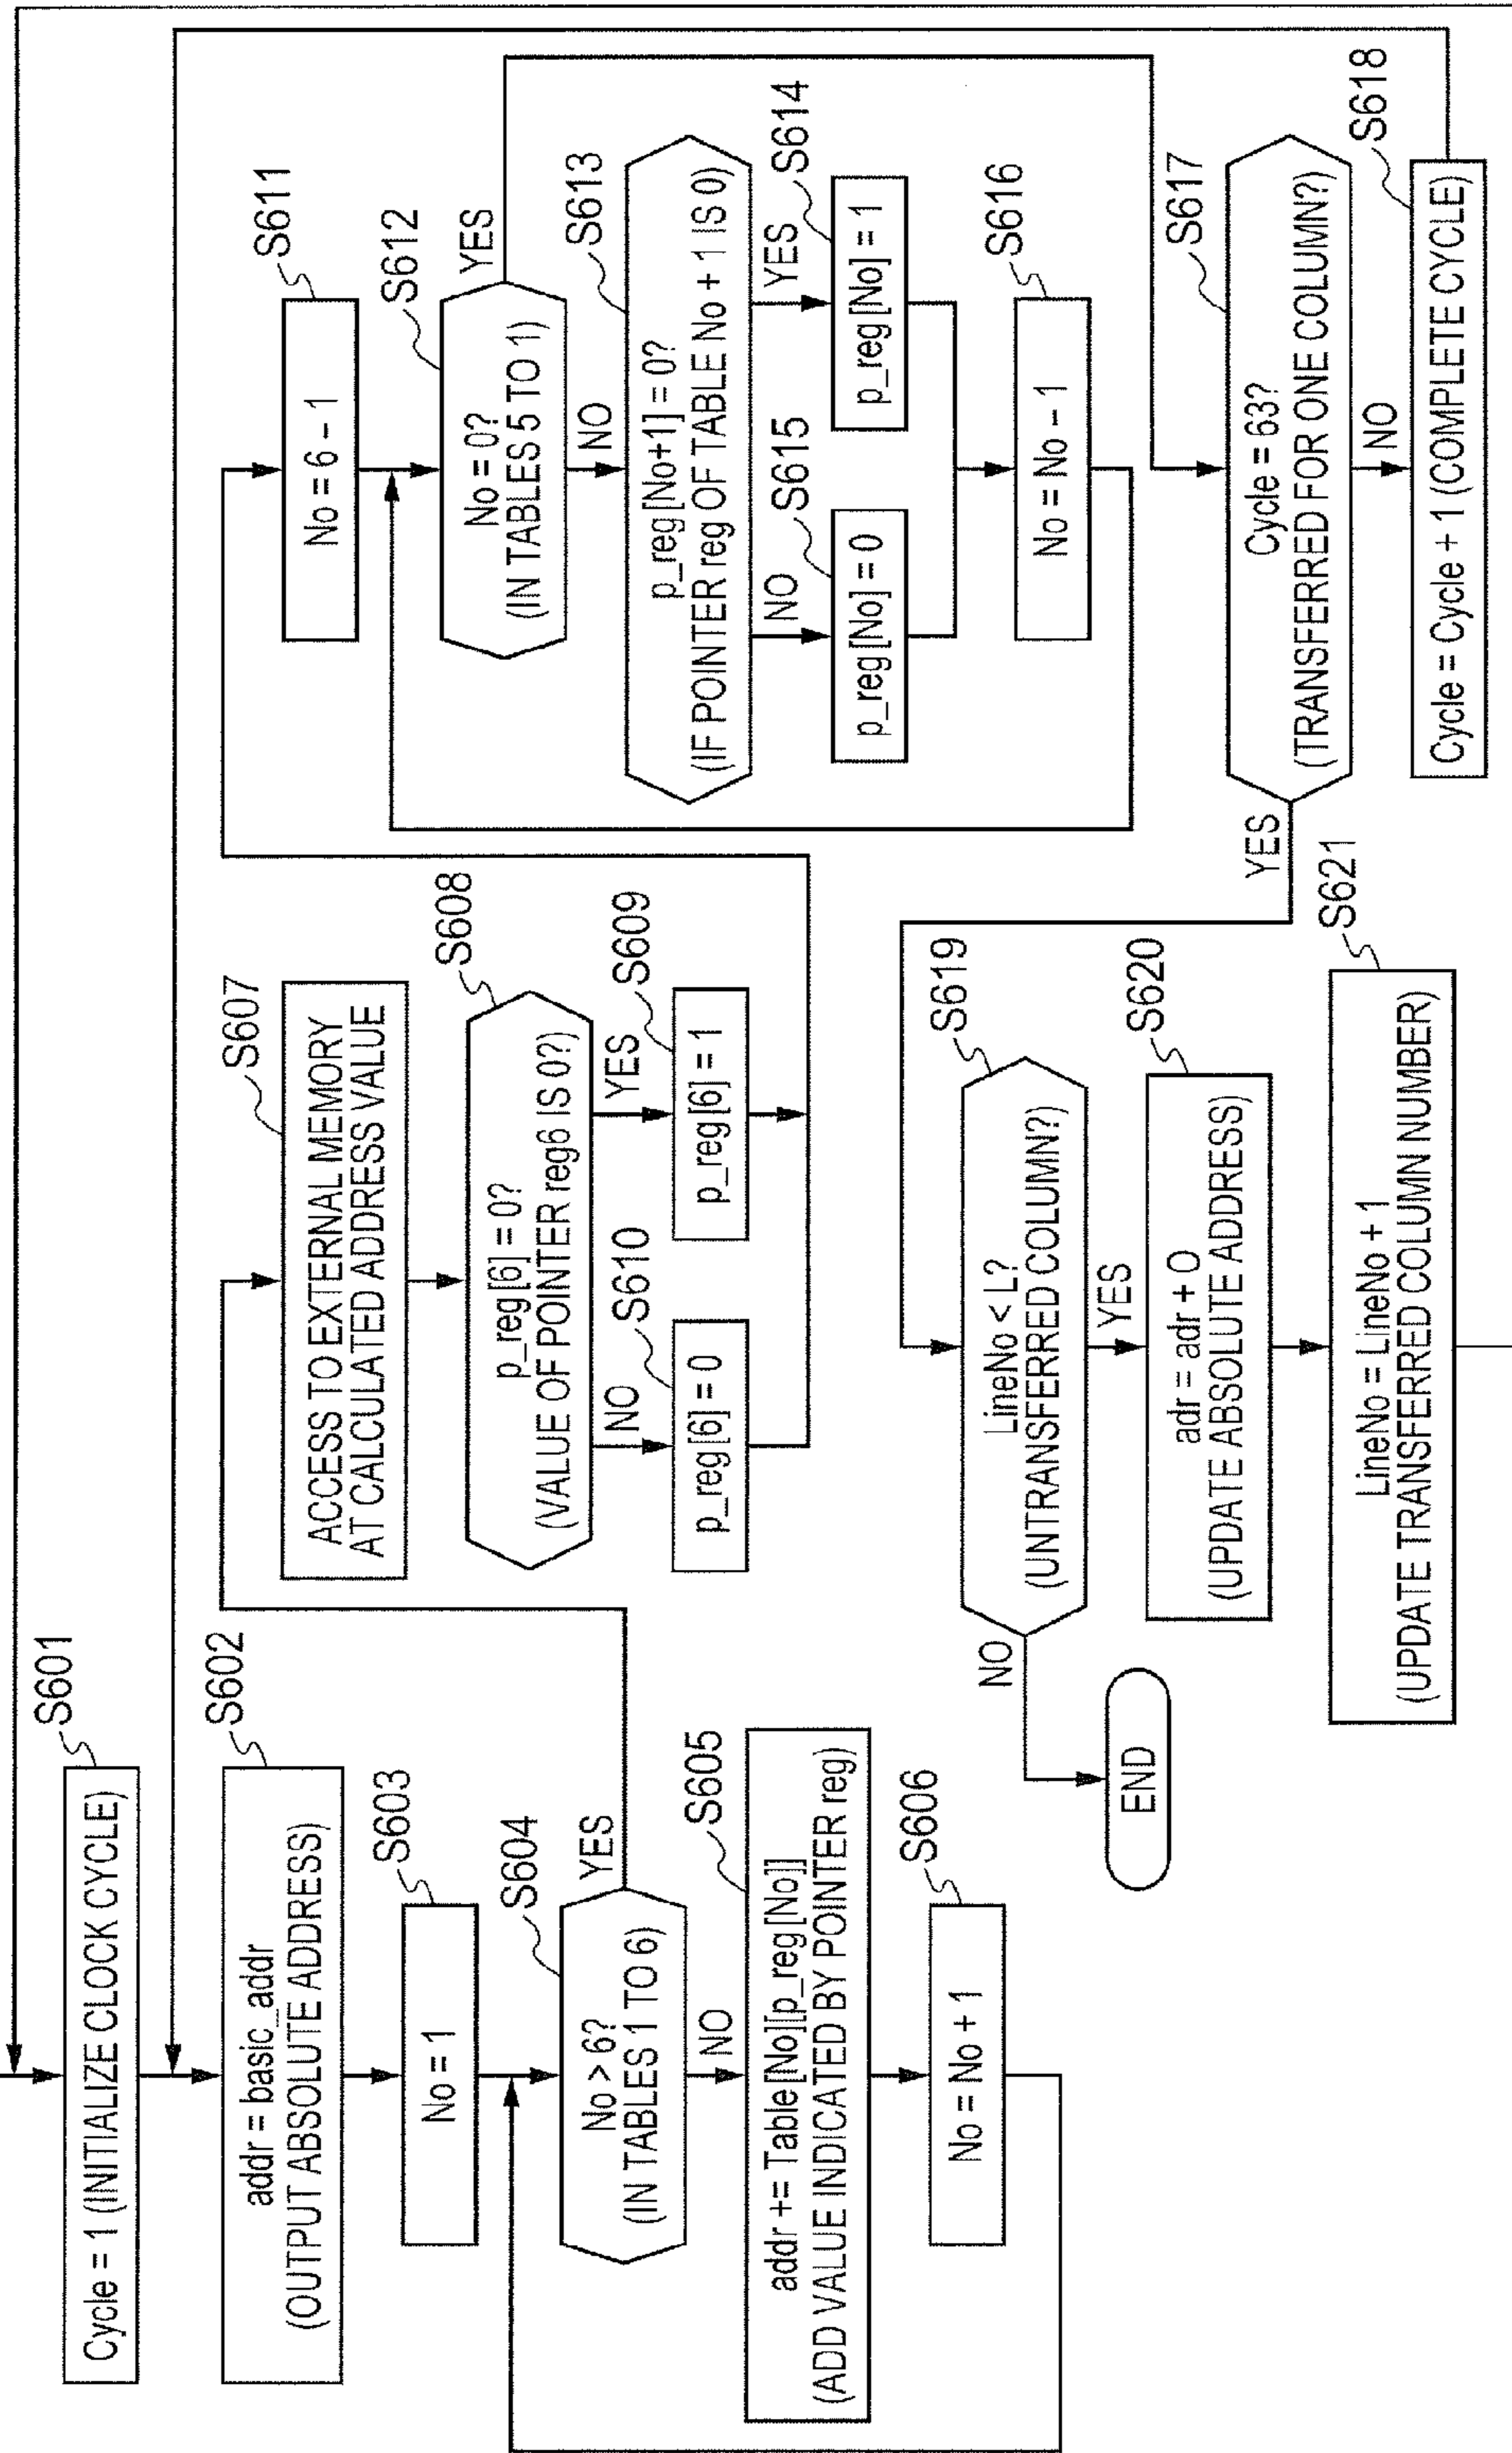 S601
Cycle = 1 (INITIALIZE CLOCK CYCLE)
S602
addr = basic_addr
(OUTPUT ABSOLUTE ADDRESS)
S603
No = 1
S604
No > 6?
(IN TABLES 1 TO 6)
YES
NO
S605
addr += Table [No][p_reg[No]]
(ADD VALUE INDICATED BY POINTER reg)
S606
No = No + 1
S607
ACCESS TO EXTERNAL MEMORY
AT CALCULATED ADDRESS VALUE
S608
p_reg[6] = 0?
(VALUE OF POINTER reg6 IS 0?)
NO
YES
S610
S609
p_reg[6] = 0
p_reg[6] = 1
S611
No = 6 – 1
S612
No = 0?
(IN TABLES 5 TO 1)
YES
NO
S613
p_reg[No+1] = 0?
(IF POINTER reg OF TABLE No + 1 IS 0)
NO
YES
S615
S614
p_reg[No] = 0
p_reg[No] = 1
S616
No = No – 1
S617
Cycle = 63?
(TRANSFERRED FOR ONE COLUMN?)
YES
NO
S618
Cycle = Cycle + 1 (COMPLETE CYCLE)
S619
LineNo < L?
(UNTRANSFERRED COLUMN?)
NO
YES
END
S620
adr = adr + O
(UPDATE ABSOLUTE ADDRESS)
S621
LineNo = LineNo + 1
(UPDATE TRANSFERRED COLUMN NUMBER)